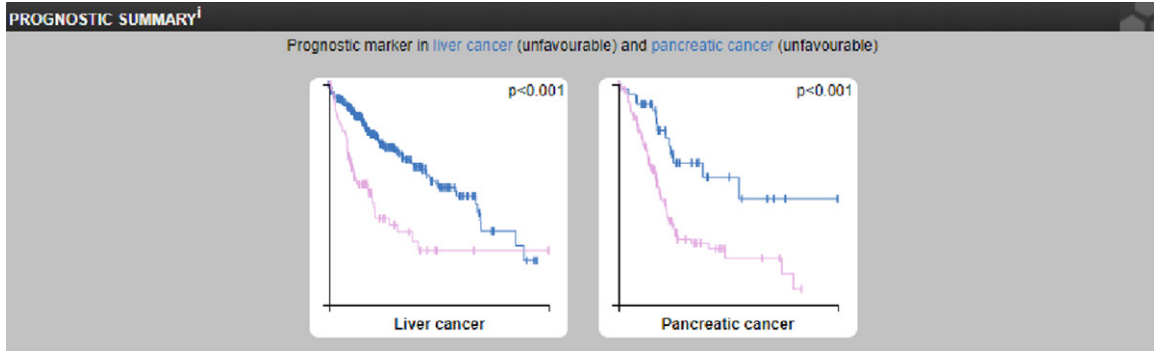 PROGNOSTIC SUMMARYi
Prognostic marker in liver cancer (unfavourable) and pancreatic cancer (unfavourable)
p<0.001
Liver cancer
p<0.001
Pancreatic cancer